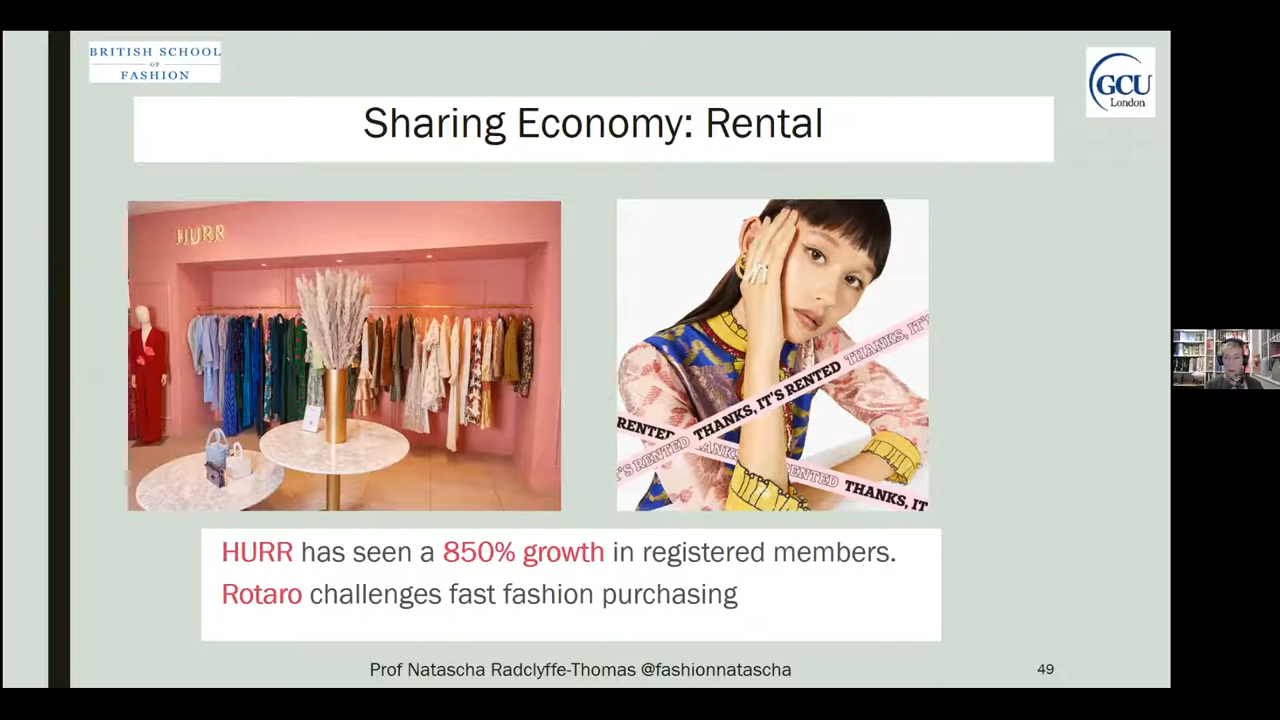 BRITISH SCHOOL
OF
FASHION
GCU
London
Sharing Economy: Rental
HURR
THANKS, IT'S RENTED THANKS, IT'S
RENTED
IT'S RENTED
RENTED THANKS, IT
HURR has seen a 850% growth in registered members.
Rotaro challenges fast fashion purchasing
Prof Natascha Radclyffe-Thomas @fashionnatascha
49